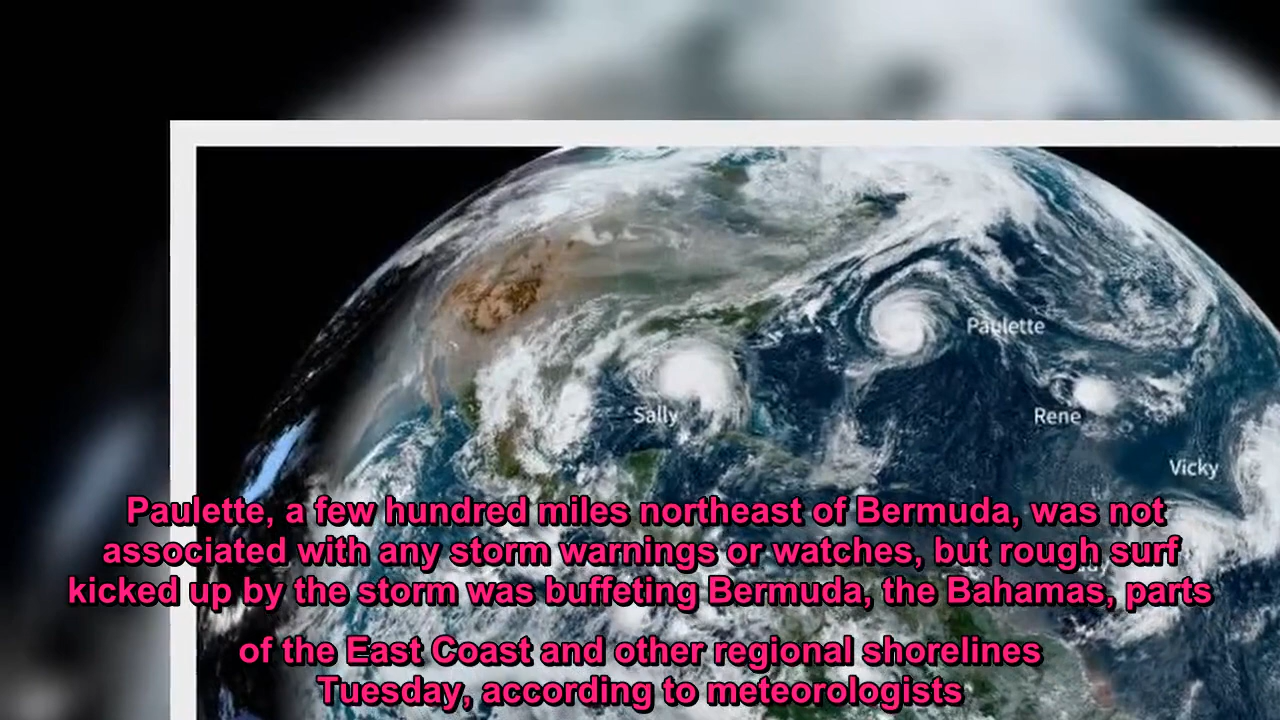 Paulette
Sally
Rene
Vicky
Paulette, a few hundred miles northeast of Bermuda, was not
associated with any storm warnings or watches, but rough surf
kicked up by the storm was buffeting Bermuda, the Bahamas, parts
of the East Coast and other regional shorelines
Tuesday, according to meteorologists